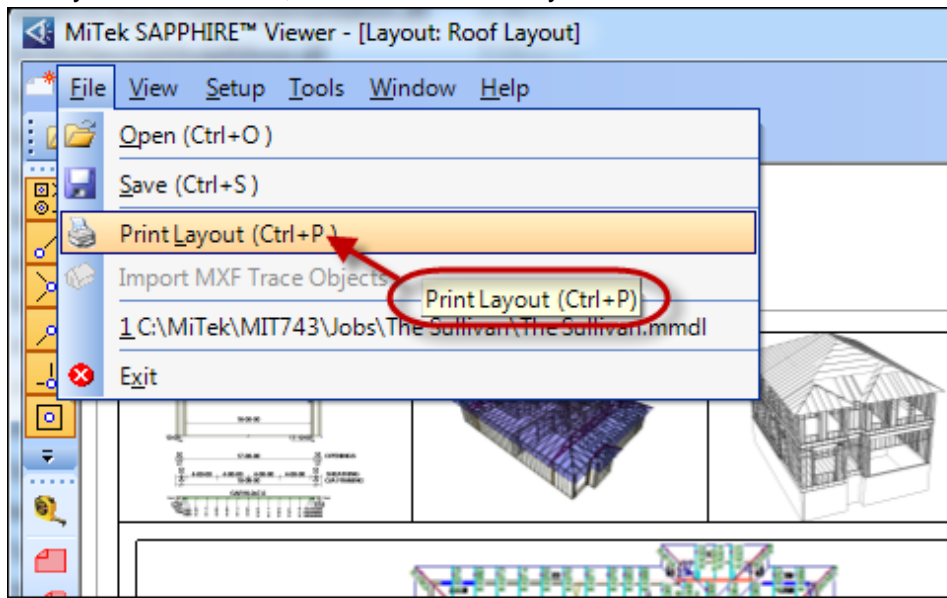 MiTek SAPPHIRE™ Viewer - [Layout: Roof Layout]
File View Setup Tools Window Help
Open (Ctrl+O )
Save (Ctrl+S )
Print Layout (Ctrl+P )
Import MXF Trace Objects
Print Layout (Ctrl+P)
1 C:\MiTek\MIT743\Jobs\The Sullivan\The Sullivan.mmdl
Exit